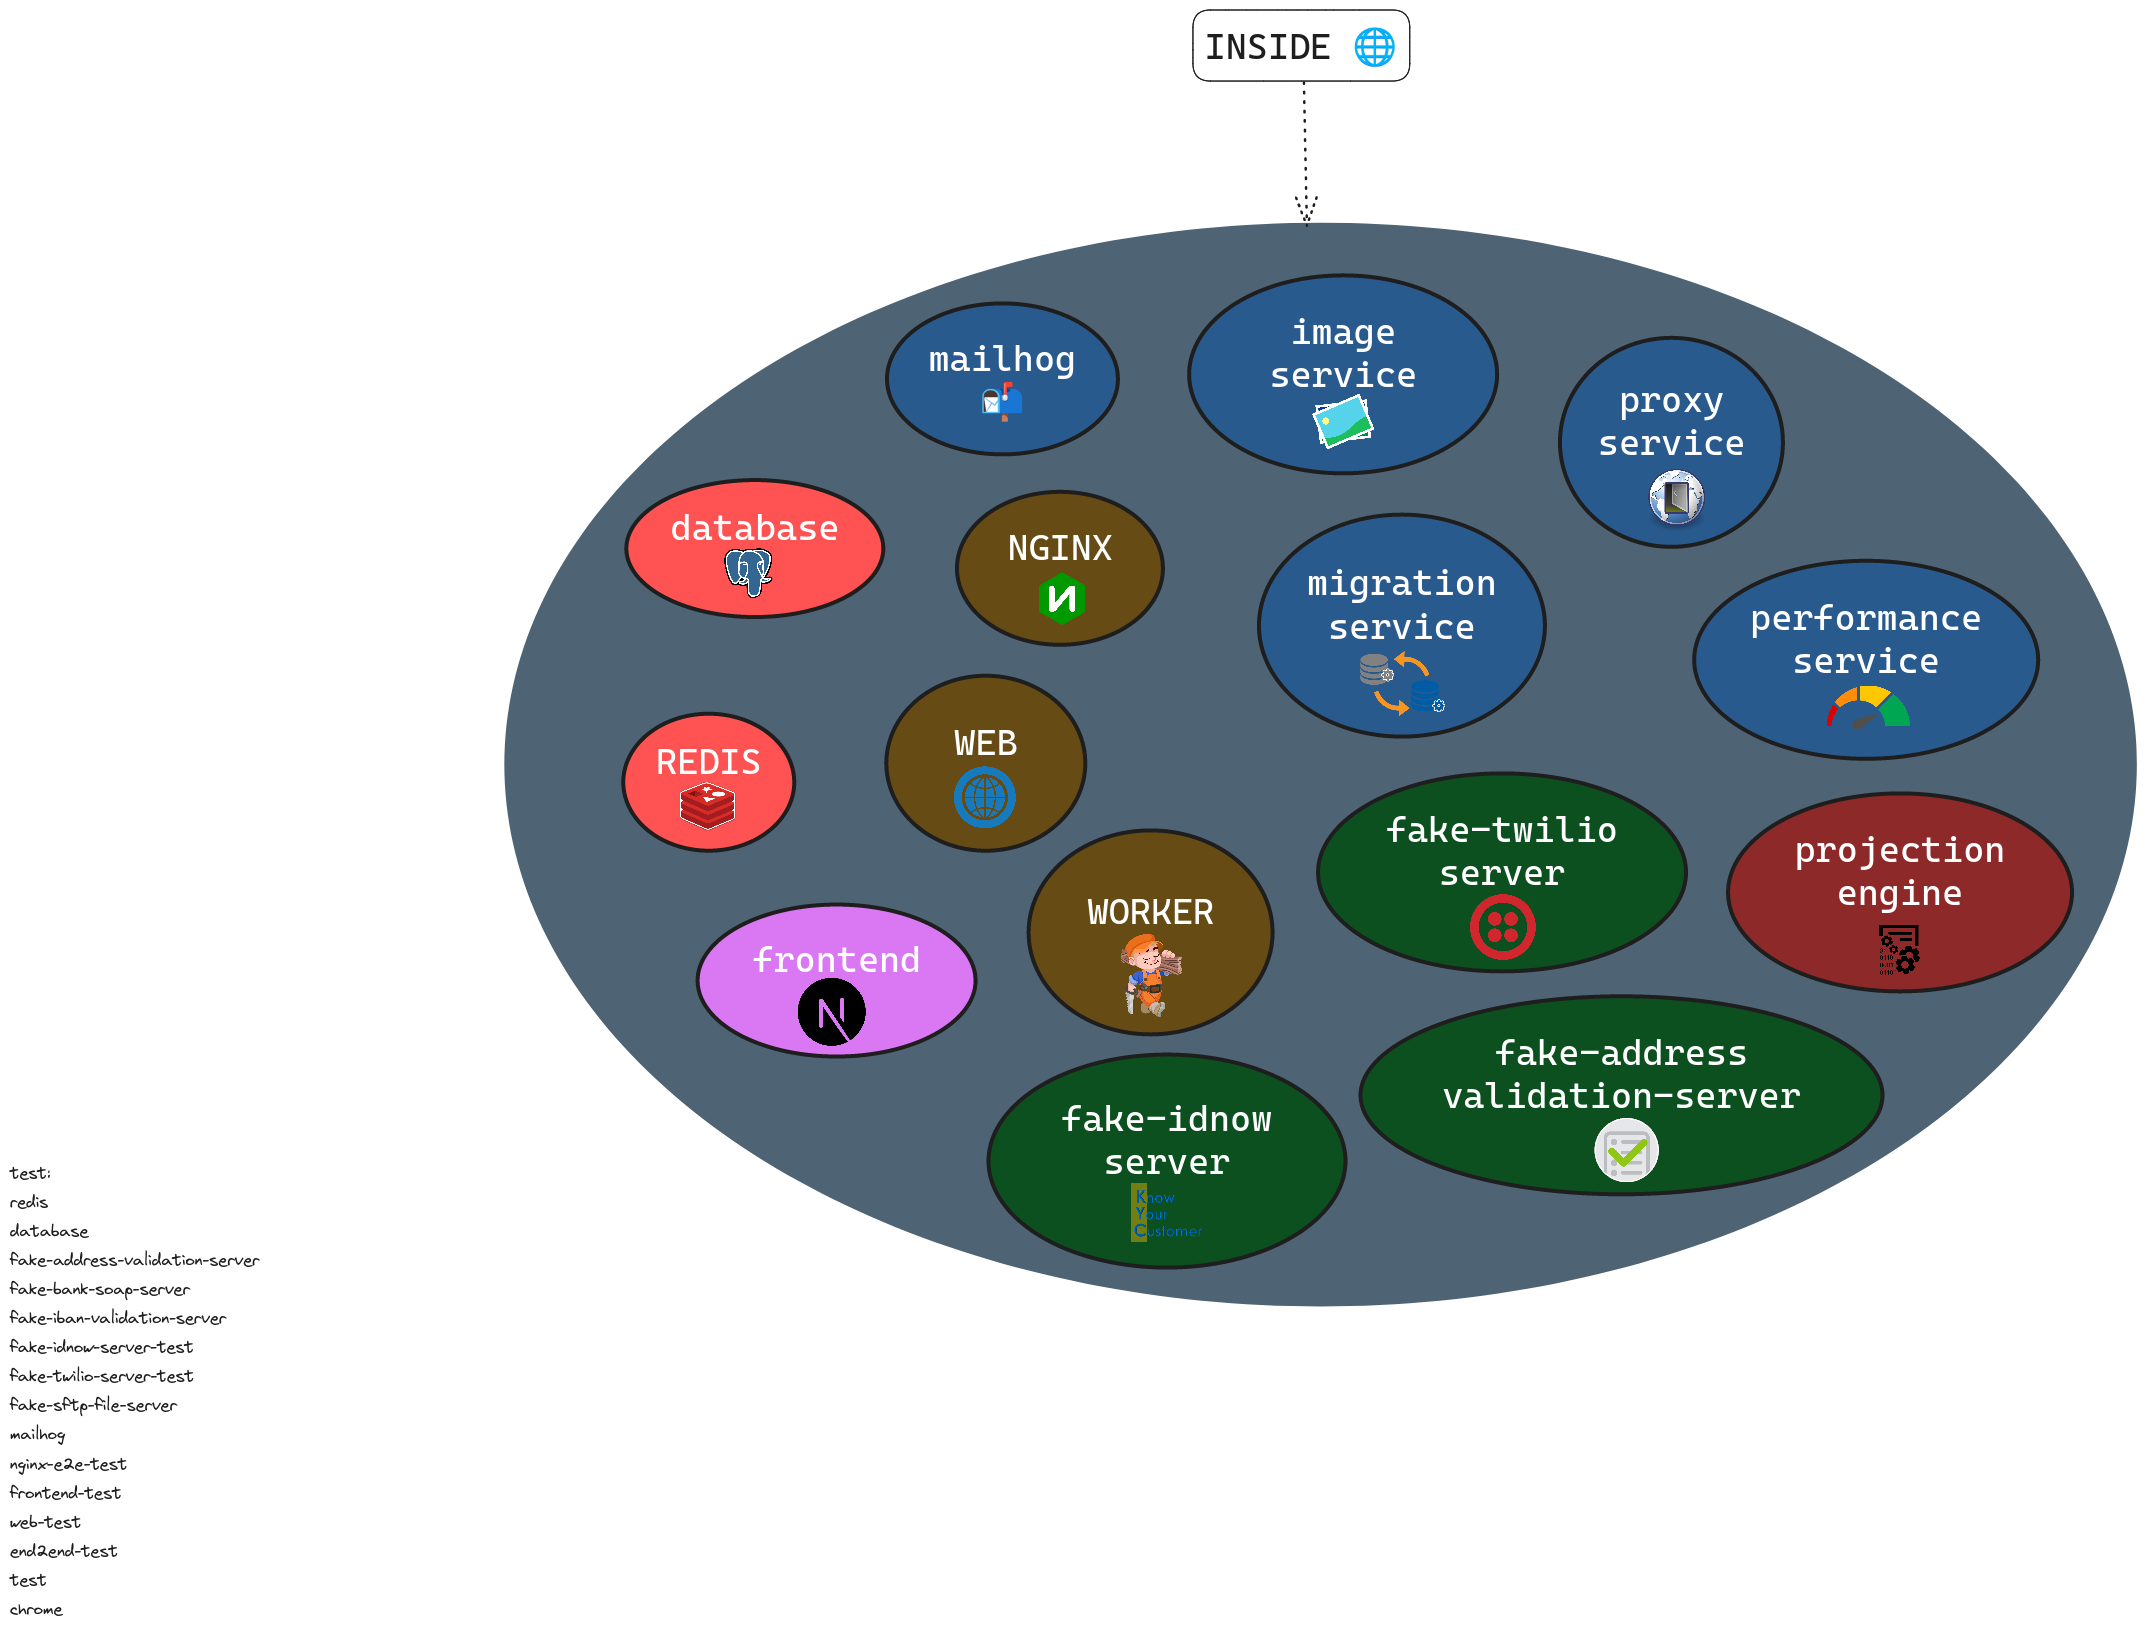 INSIDE
image
service
mailhog
proxy
service
database
NGINX
migration
service
performance
service
REDIS
WEB
fake-twilio
server
projection
engine
WORKER
frontend
fake-address
validation-server
fake-idnow
server
Know
Your
Customer
test:
redis
database
fake-address-validation-server
fake-bank-soap-server
fake-iban-validation-server
fake-idnow-server-test
fake-twilio-server-test
fake-sftp-file-server
mailhog
nginx-e2e-test
frontend-test
web-test
end2end-test
test
chrome